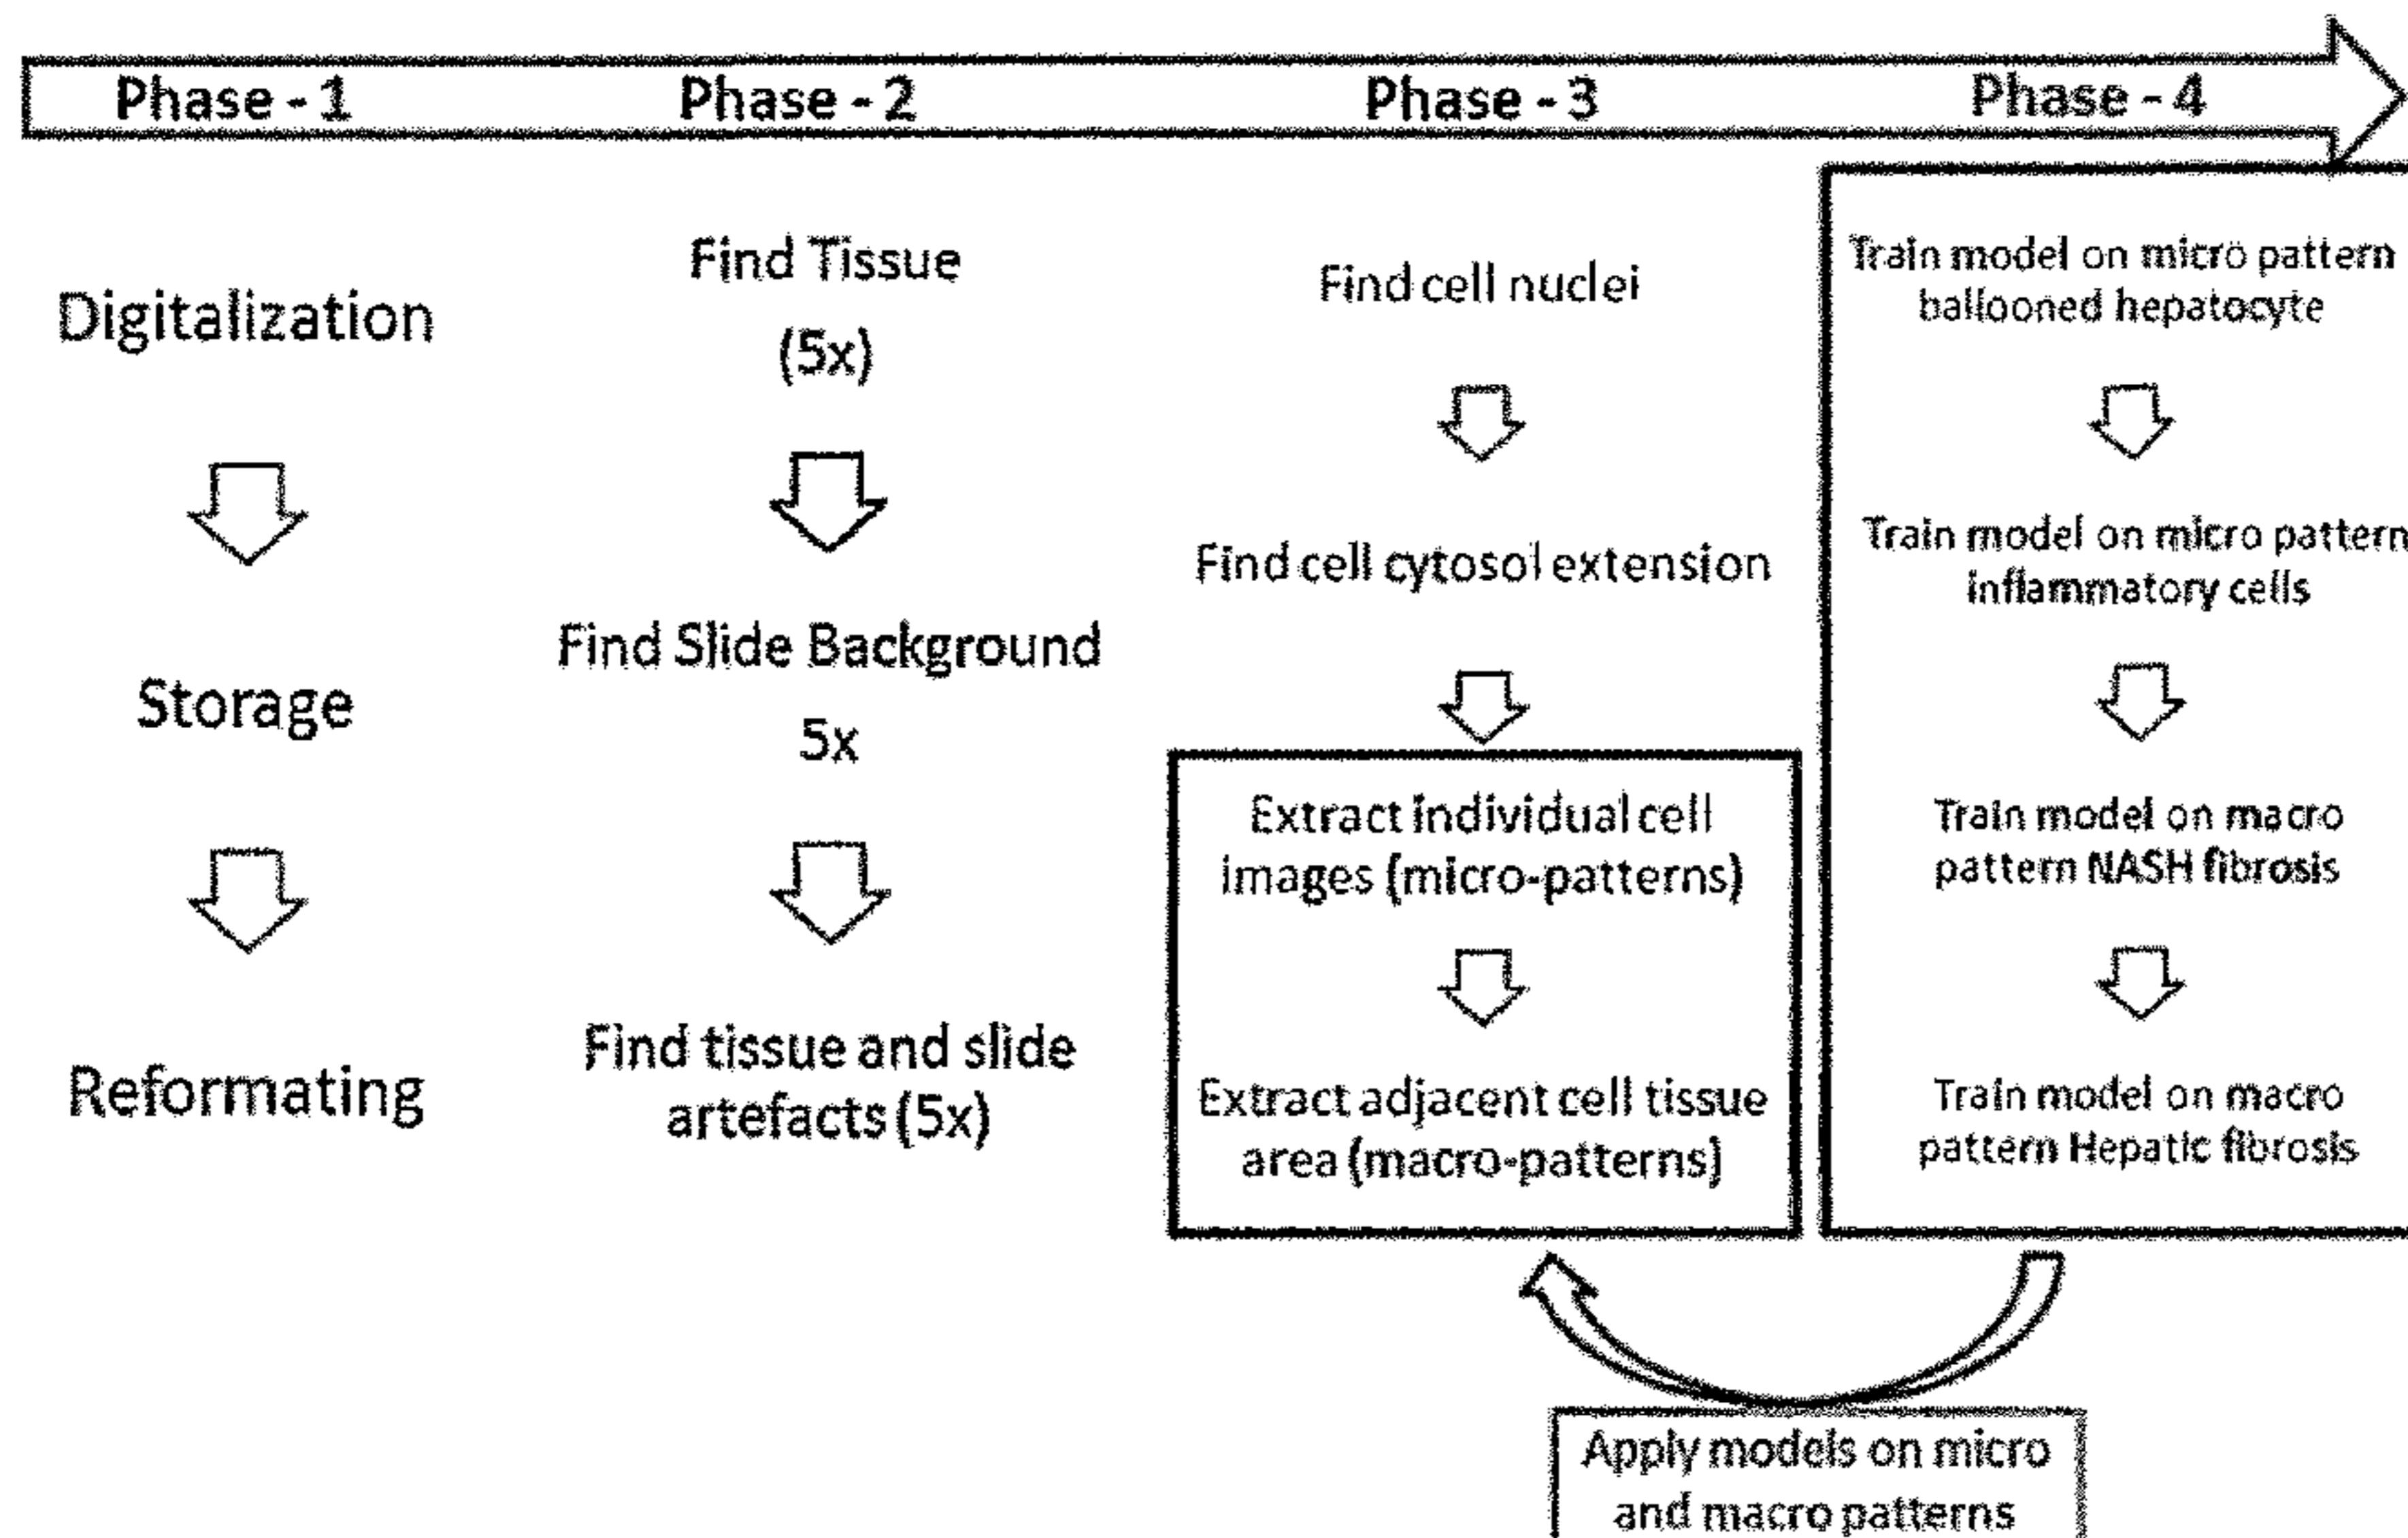 Phase - 1
Phase - 2
Phase - 3
Phase - 4
Digitalization
Storage
Reformating
Find Tissue
(5x)
Find Slide Background
5x
Find tissue and slide
artefacts (5x)
Find cell nuclei
Find cell cytosol extension
Extract individual cell
images (micro-patterns)
Extract adjacent cell tissue
area (macro-patterns)
Train model on micro pattern
ballooned hepatocyte
Train model on micro pattern
inflammatory cells
Train model on macro
pattern NASH fibrosis
Train model on macro
pattern Hepatic fibrosis
Apply models on micro
and macro patterns